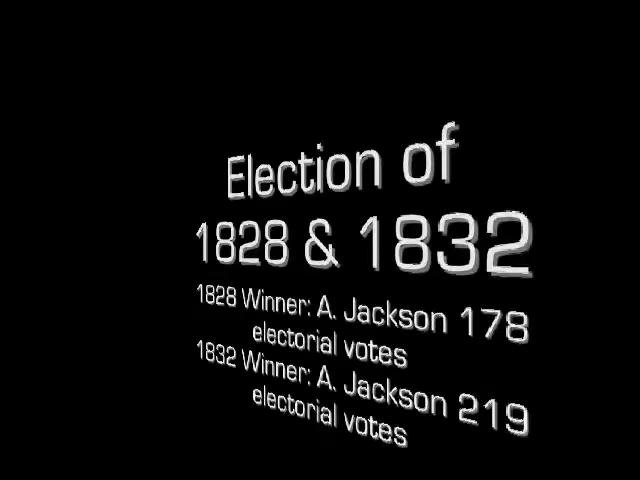 Election of
1828 & 1832
1828 Winner: A. Jackson 178
electorial votes
1832 Winner: A. Jackson 219
electorial votes